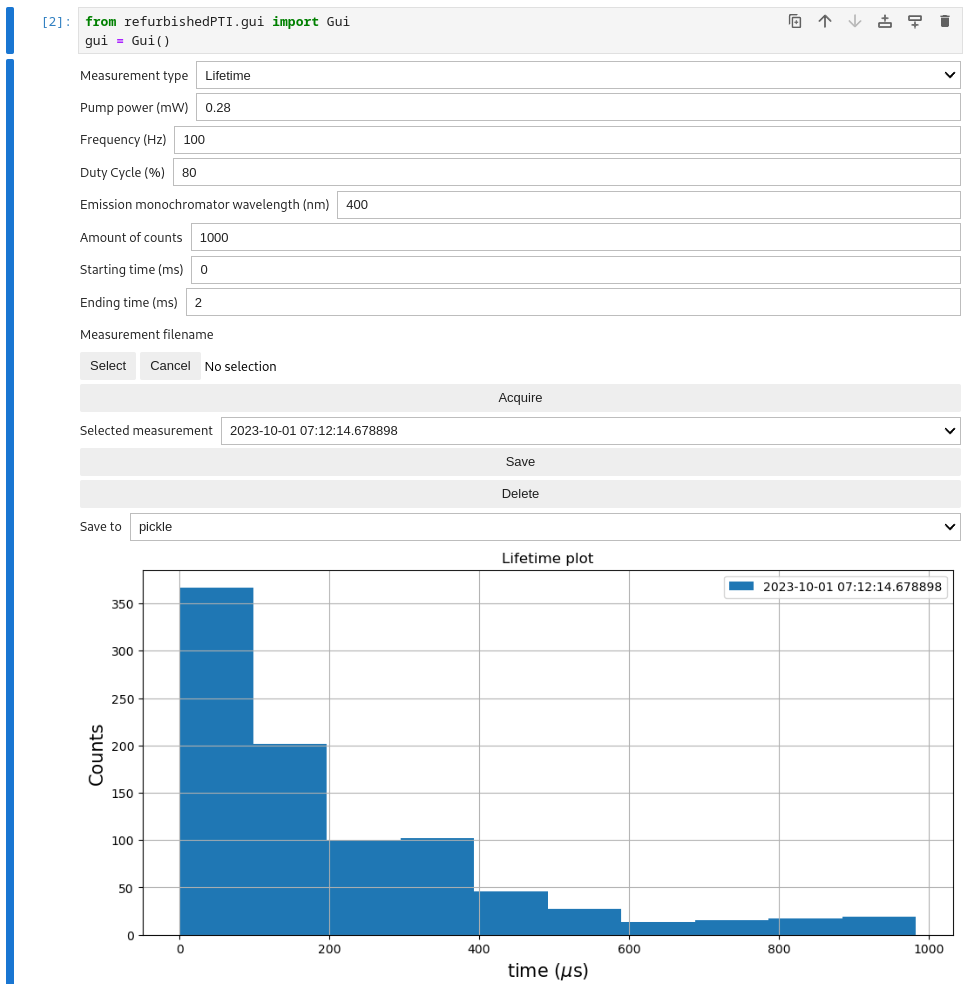 [2]: from refurbishedPTI.gui import Gui
gui = Gui()
Measurement type Lifetime
Pump power (mW) 0.28
Frequency (Hz) 100
Duty Cycle (%) 80
Emission monochromator wavelength (nm) 400
Amount of counts 1000
Starting time (ms) 0
Ending time (ms) 2
Measurement filename
Select Cancel No selection
Acquire
Selected measurement 2023-10-01 07:12:14.678898
Save
Delete
Save to pickle
Lifetime plot
2023-10-01 07:12:14.678898
350
300
250
200
150
100
50
0
Counts
0 200 400 600 800 1000
time (μs)